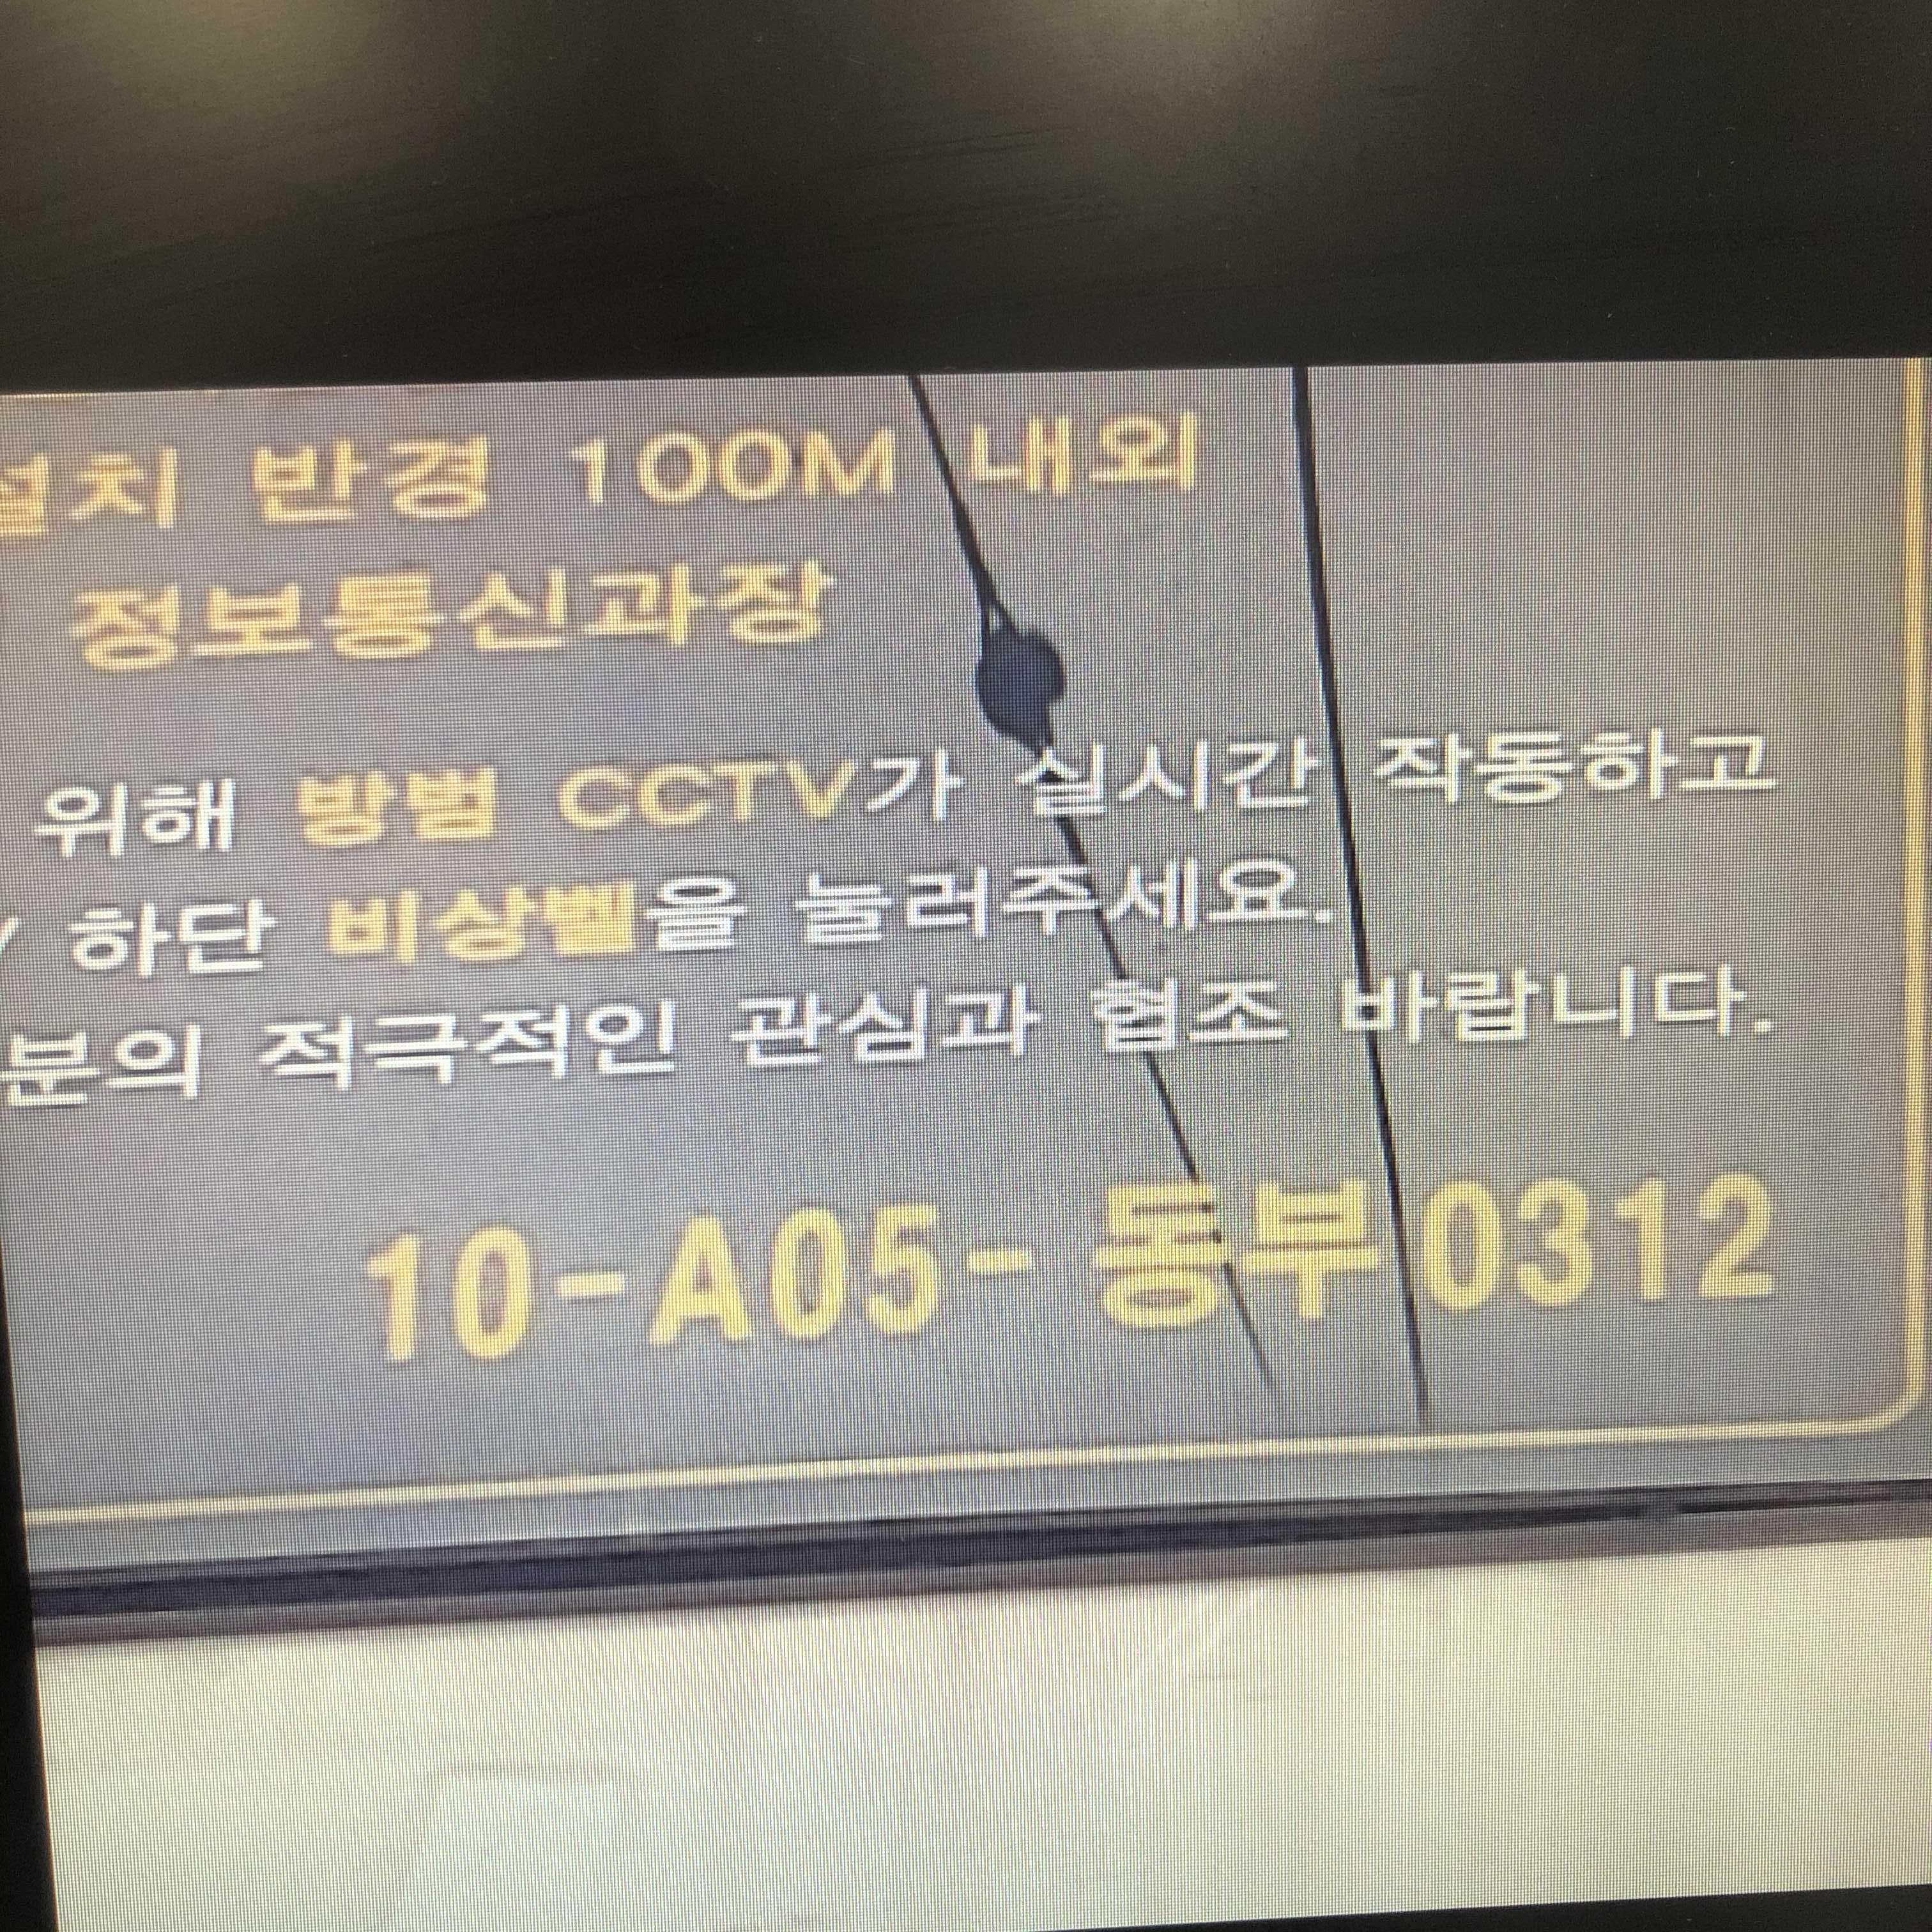 설치 반경 100M 내외
정보통신과장
위해 방범 CCTV가 실시간 작동하고
하단 비상벨을 눌러주세요.
분의 적극적인 관심과 협조 바랍니다.
10-A05-동부0312